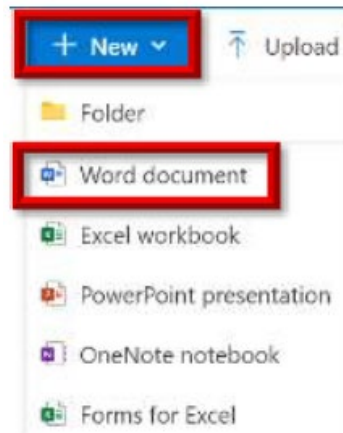 + New Upload
Folder
Word document
Excel workbook
PowerPoint presentation
OneNote notebook
Forms for Excel